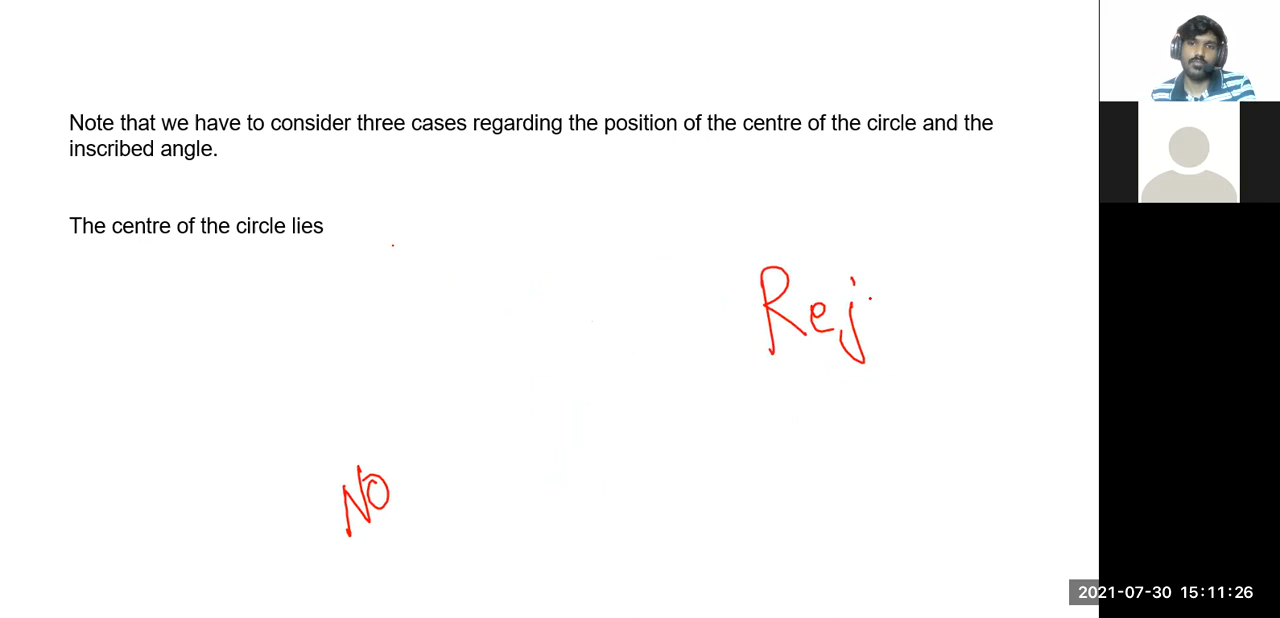 Note that we have to consider three cases regarding the position of the centre of the circle and the
inscribed angle.
The centre of the circle lies
Rej
NO
2021-07-30 15:11:26